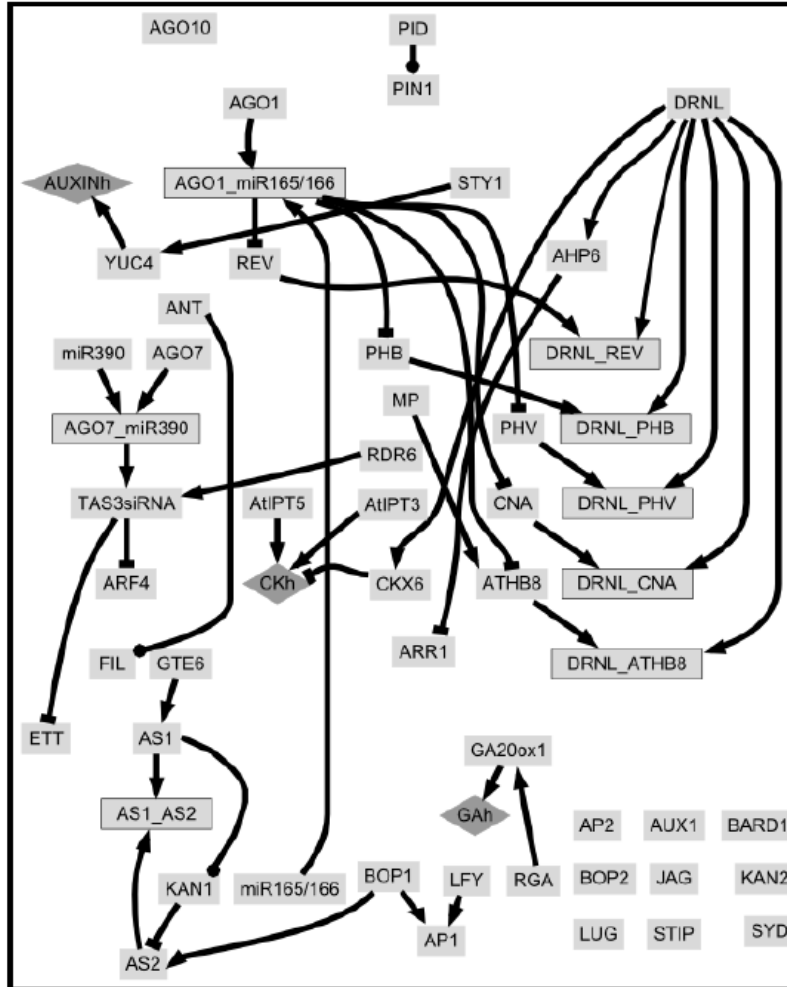 AGO10
PID
PIN1
AGO1
DRNL
AUXINh
AGO1_miR165/166
STY1
YUC4
REV
AHP6
ANT
miR390
AGO7
PHB
DRNL_REV
MP
AGO7_miR390
PHV
DRNL_PHB
RDR6
TAS3siRNA
AtIPT5
AtIPT3
CNA
DRNL_PHV
ARF4
CKh
CKX6
ATHB8
DRNL_CNA
FIL
GTE6
ARR1
DRNL_ATHB8
ETT
AS1
GA20ox1
AS1_AS2
GAh
AP2
AUX1
BARD1
KAN1
miR165/166
BOP1
LFY
RGA
BOP2
JAG
KAN2
AS2
AP1
LUG
STIP
SYD